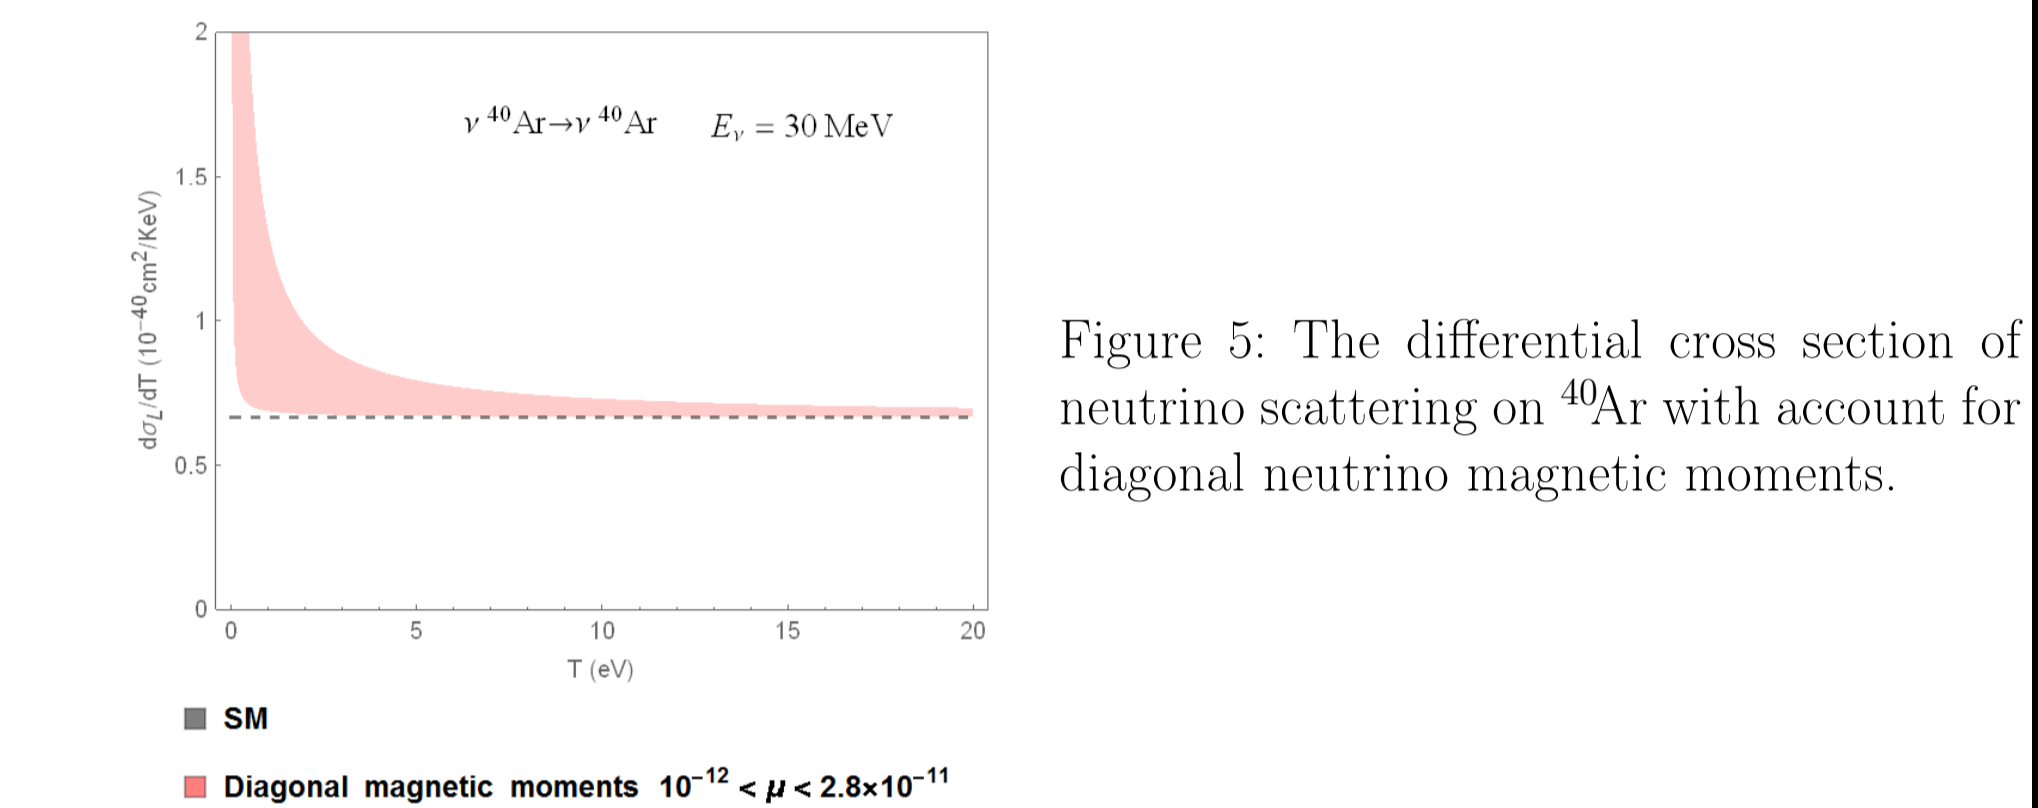 2
ν ⁴⁰Ar→ν ⁴⁰Ar E_ν = 30 MeV
1.5
1
0.5
0
dσ_L/dT (10⁻⁴⁰cm²/KeV)
0 5 10 15 20
T (eV)
SM
Diagonal magnetic moments 10⁻¹² < μ < 2.8×10⁻¹¹
Figure 5: The differential cross section of
neutrino scattering on ⁴⁰Ar with account for
diagonal neutrino magnetic moments.